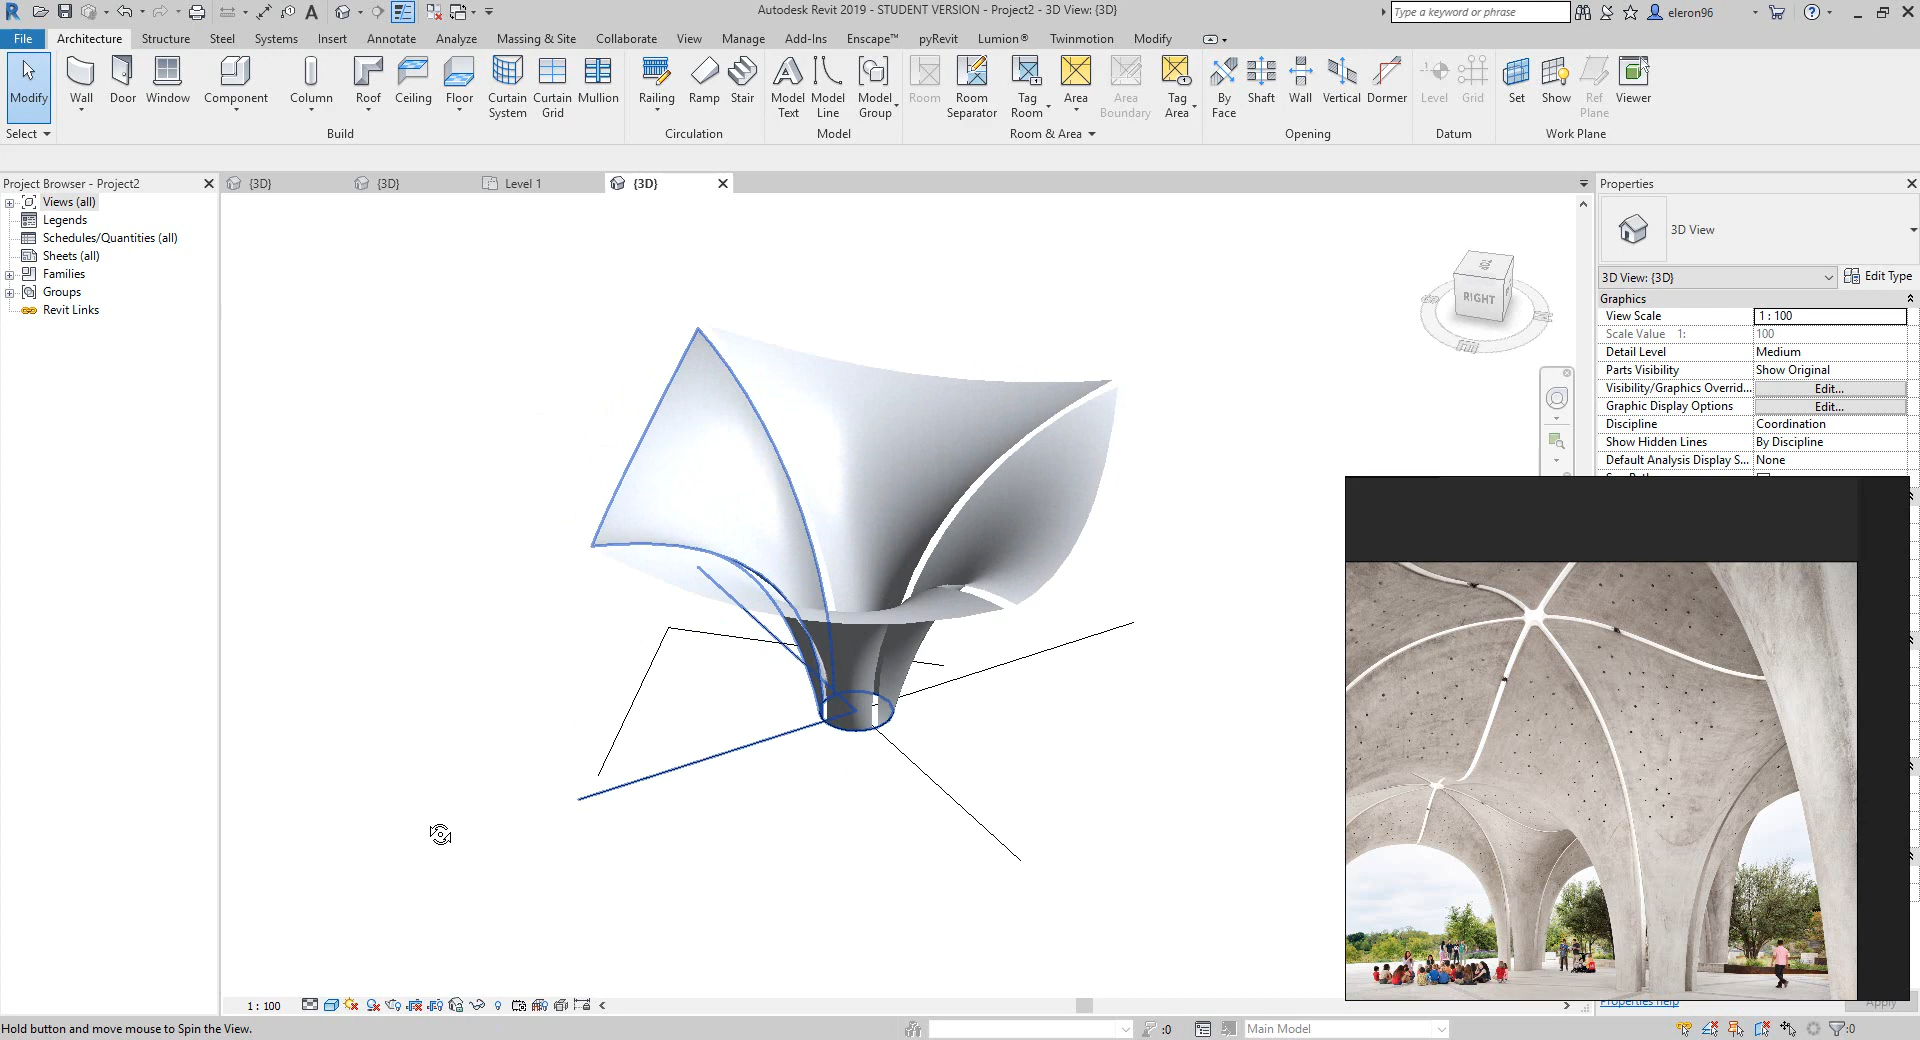 Autodesk Revit 2019 - STUDENT VERSION - Project2 - 3D View: {3D}
Type a keyword or phrase
eleron96
File Architecture Structure Steel Systems Insert Annotate Analyze Massing & Site Collaborate View Manage Add-Ins Enscape™ pyRevit Lumion® Twinmotion Modify
Modify Wall Door Window Component Column Roof Ceiling Floor Curtain System Curtain Grid Mullion Railing Ramp Stair Model Text Model Line Model Group Room Room Separator Tag Room Area Area Boundary Tag Area By Face Shaft Wall Vertical Dormer Level Grid Set Show Ref Plane Viewer
Select Build Circulation Model Room & Area Opening Datum Work Plane
Project Browser - Project2
{3D} {3D} Level 1 {3D}
Properties
Views (all)
Legends
Schedules/Quantities (all)
Sheets (all)
Families
Groups
Revit Links
RIGHT
3D View
3D View: {3D} Edit Type
Graphics
View Scale 1 : 100
Scale Value 1: 100
Detail Level Medium
Parts Visibility Show Original
Visibility/Graphics Overrid... Edit...
Graphic Display Options Edit...
Discipline Coordination
Show Hidden Lines By Discipline
Default Analysis Display S... None
Properties help Apply
1 : 100
Hold button and move mouse to Spin the View.
:0 Main Model :0